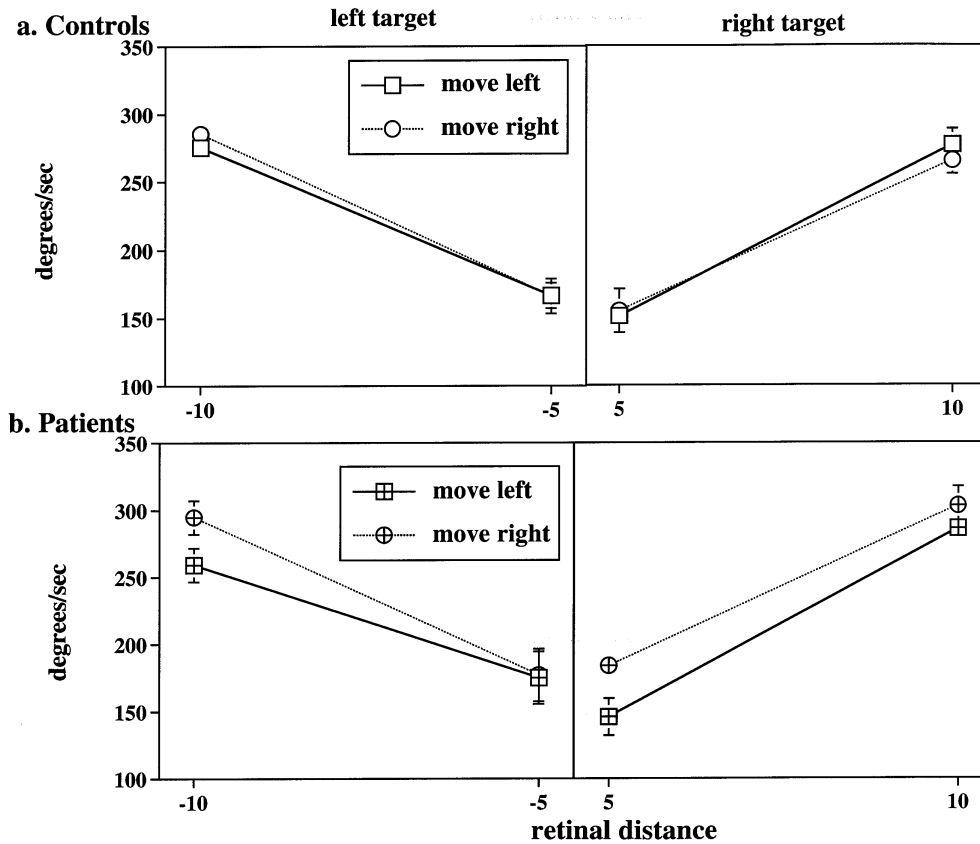 a. Controls
left target
right target
350
300
250
200
150
100
degrees/sec
move left
move right
-10
-5
5
10
b. Patients
350
300
250
200
150
100
degrees/sec
move left
move right
-10
-5
5
10
retinal distance